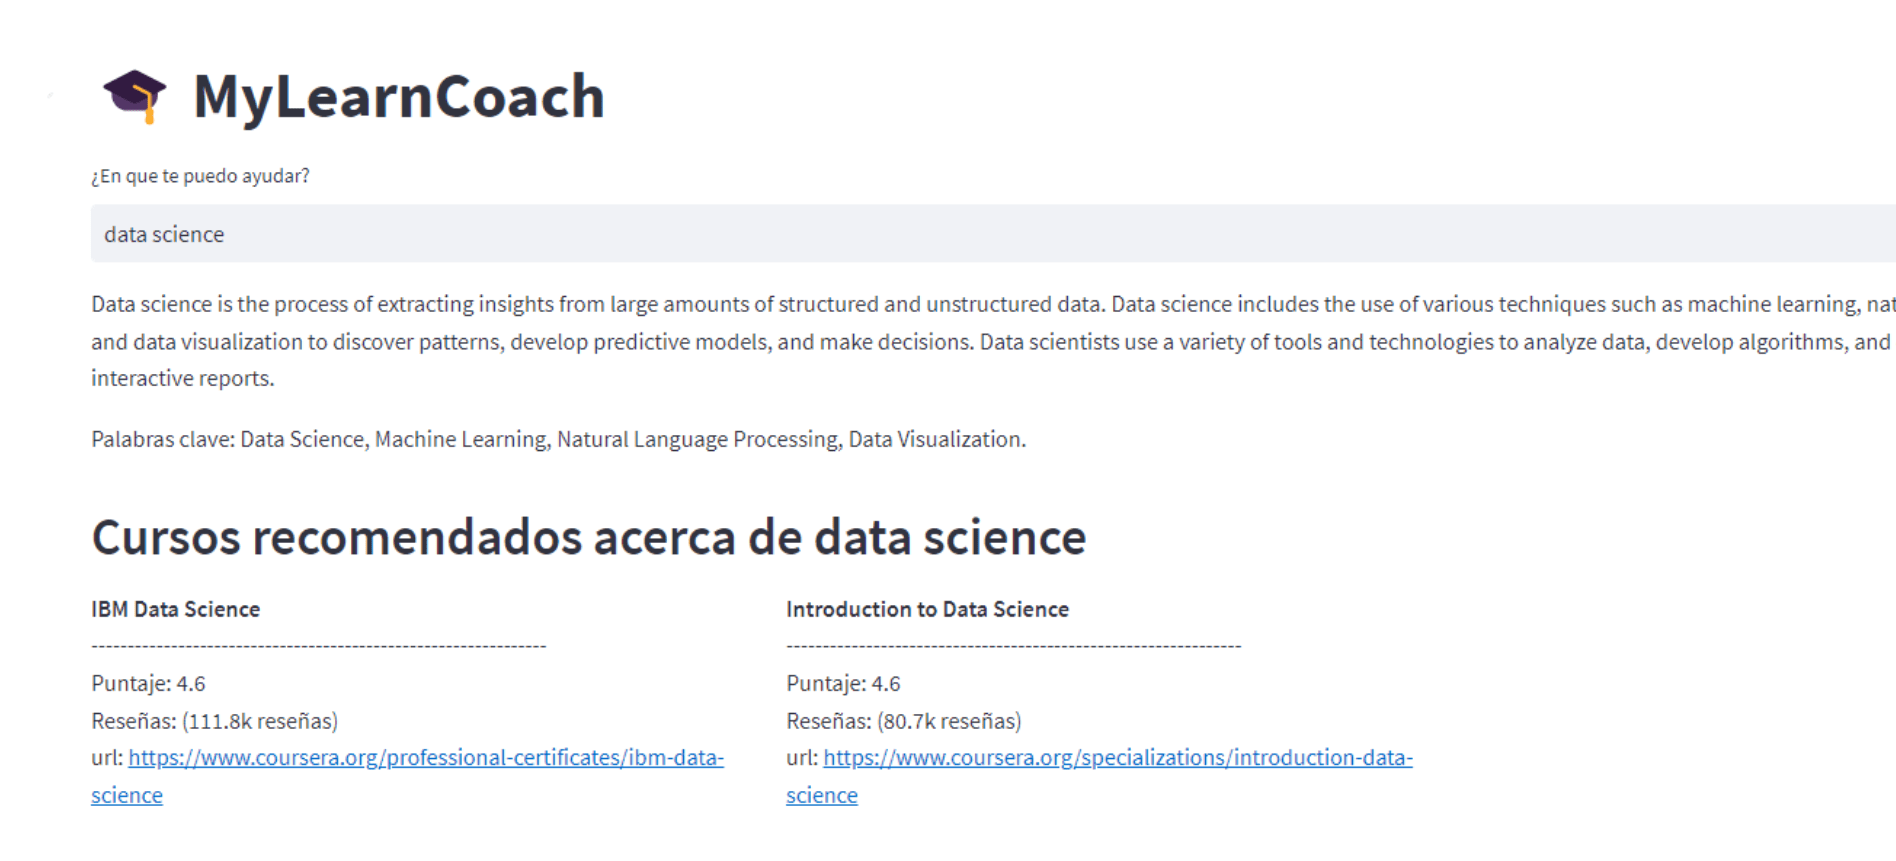 MyLearnCoach
¿En que te puedo ayudar?
data science
Data science is the process of extracting insights from large amounts of structured and unstructured data. Data science includes the use of various techniques such as machine learning,
and data visualization to discover patterns, develop predictive models, and make decisions. Data scientists use a variety of tools and technologies to analyze data, develop algorithms, and
interactive reports.
Palabras clave: Data Science, Machine Learning, Natural Language Processing, Data Visualization.
Cursos recomendados acerca de data science
IBM Data Science
---------------------------------------------------------------
Puntaje: 4.6
Reseñas: (111.8k reseñas)
url: https://www.coursera.org/professional-certificates/ibm-data-
science
Introduction to Data Science
---------------------------------------------------------------
Puntaje: 4.6
Reseñas: (80.7k reseñas)
url: https://www.coursera.org/specializations/introduction-data-
science